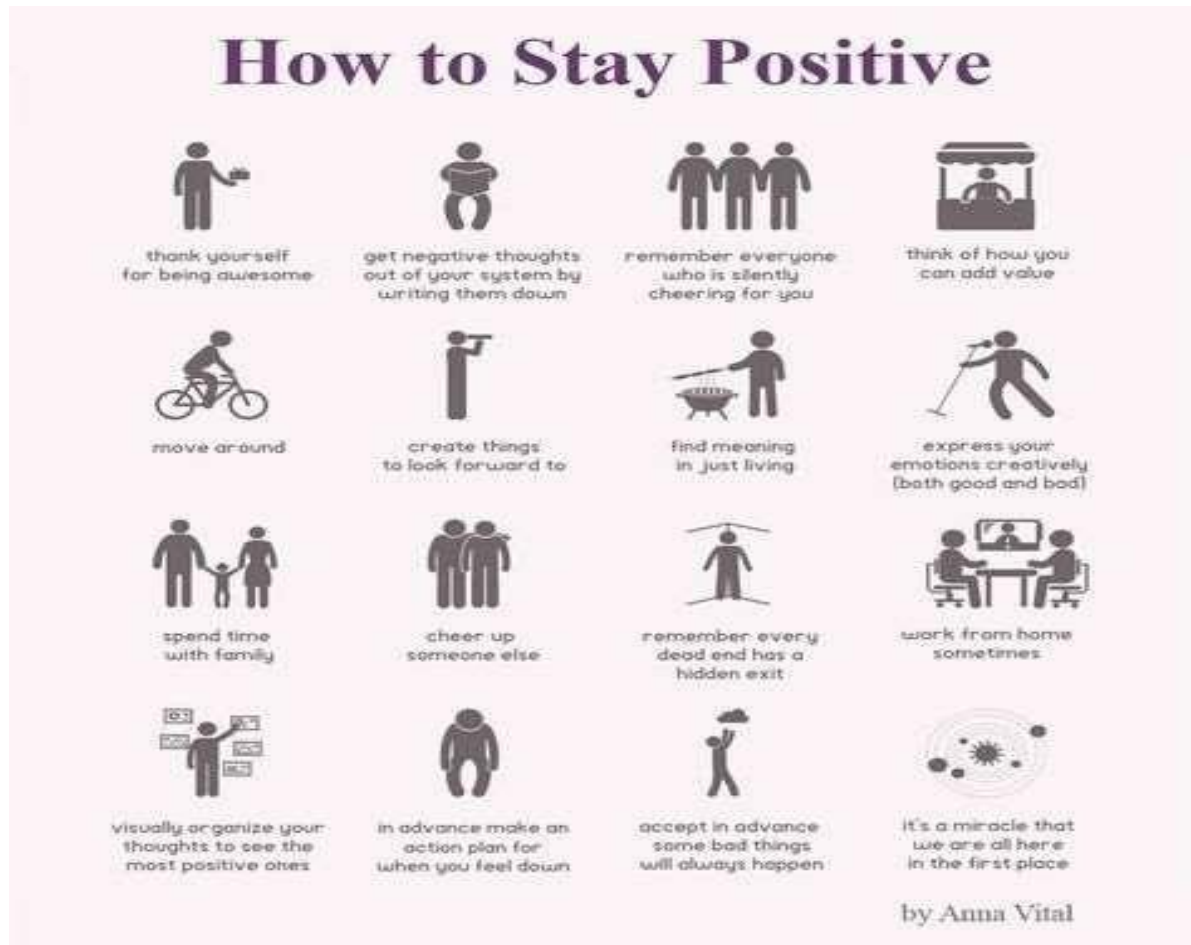 How to Stay Positive
thank yourself
for being awesome
get negative thoughts
out of your system by
writing them down
remember everyone
who is silently
cheering for you
think of how you
can add value
move around
create things
to look forward to
find meaning
in just living
express your
emotions creatively
(both good and bad)
spend time
with family
cheer up
someone else
remember every
dead end has a
hidden exit
work from home
sometimes
visually organize your
thoughts to see the
most positive ones
in advance make an
action plan for
when you feel down
accept in advance
some bad things
will always happen
it's a miracle that
we are all here
in the first place
by Anna Vital